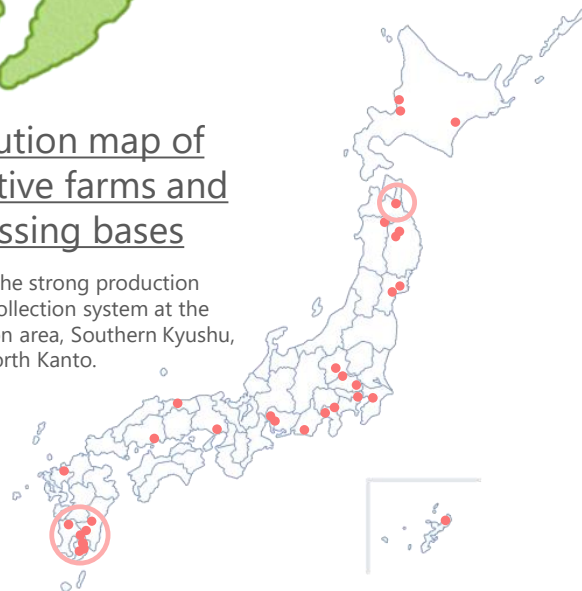 ution map of
tive farms and
ssing bases
he strong production
ollection system at the
n area, Southern Kyushu,
orth Kanto.